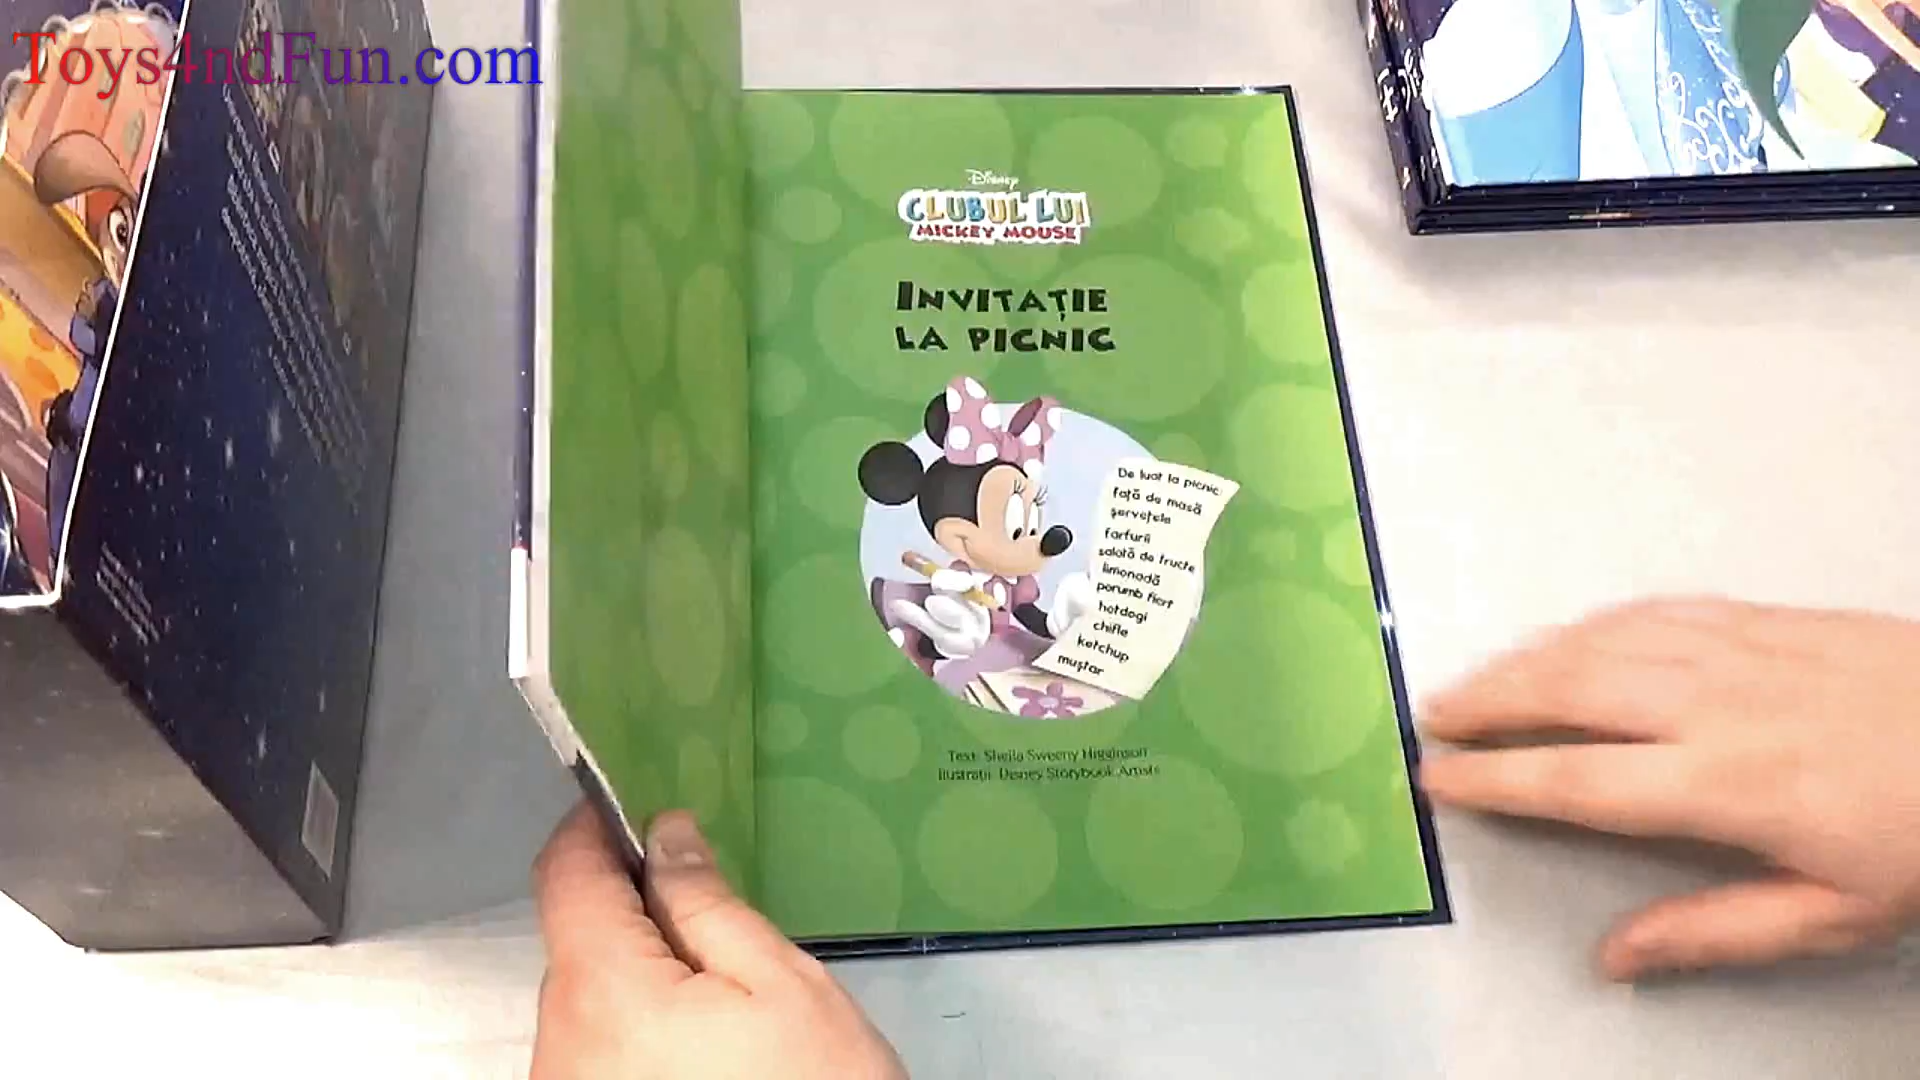 Toys4ndFun.com
Disney
CLUBUL LUI
MICKEY MOUSE
INVITAȚIE
LA PICNIC
De luat la picnic:
față de masă
șervețele
farfurii
salată de fructe
limonadă
porumb fiert
hotdogi
chifle
ketchup
muștar
Text: Sheila Sweeny Higginson
Ilustrații: Disney Storybook Artists